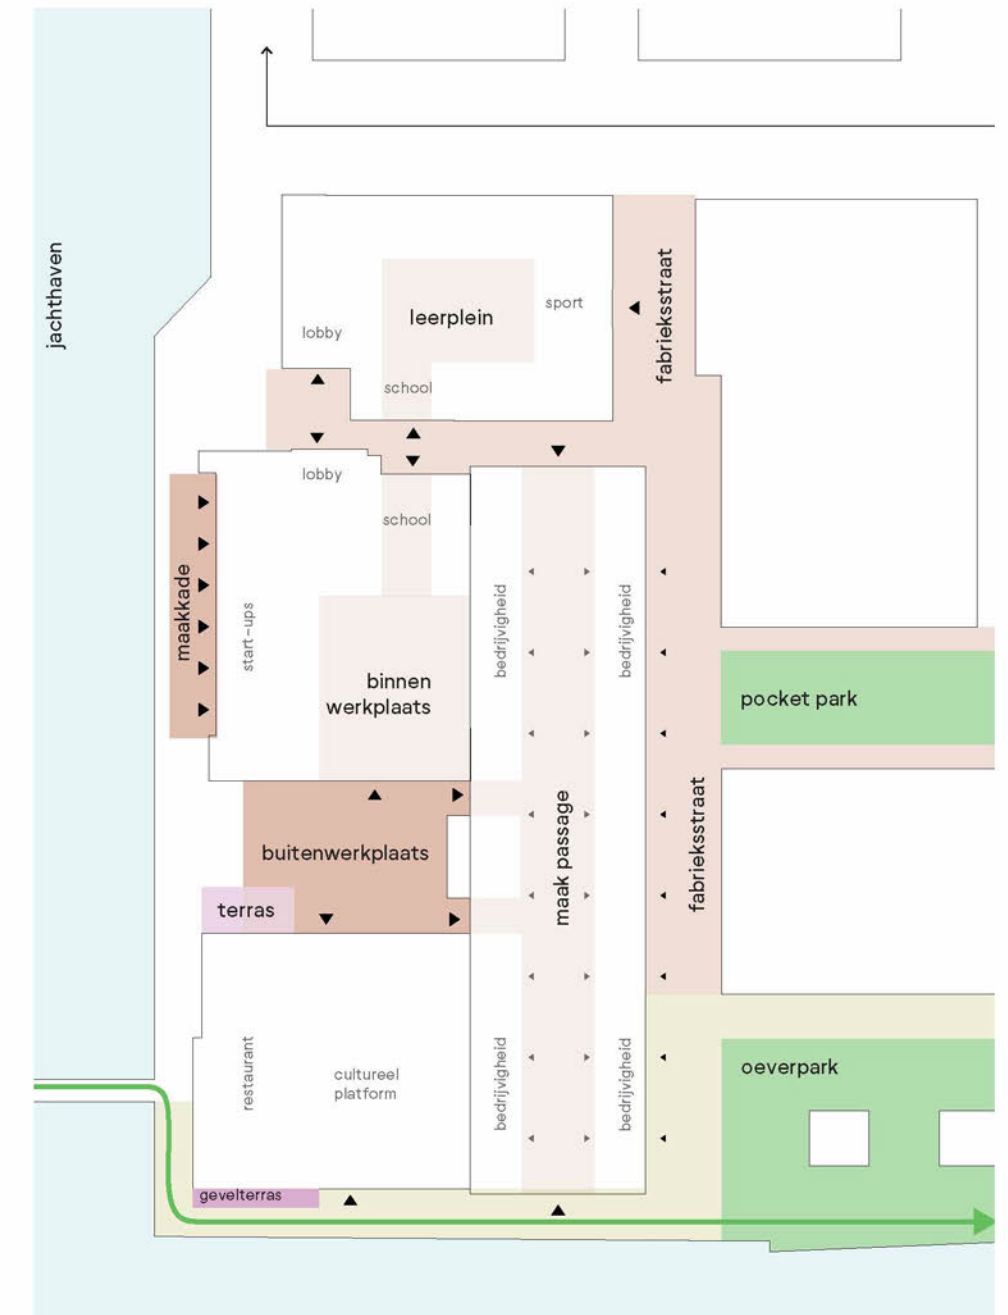 jachthaven
leerplein
sport
lobby
school
fabrieksstraat
lobby
school
maakkade
start-ups
bedrijvigheid
bedrijvigheid
binnen
werkplaats
pocket park
maak passage
fabrieksstraat
buitenwerkplaats
terras
restaurant
cultureel
platform
bedrijvigheid
bedrijvigheid
oeverpark
gevelterras